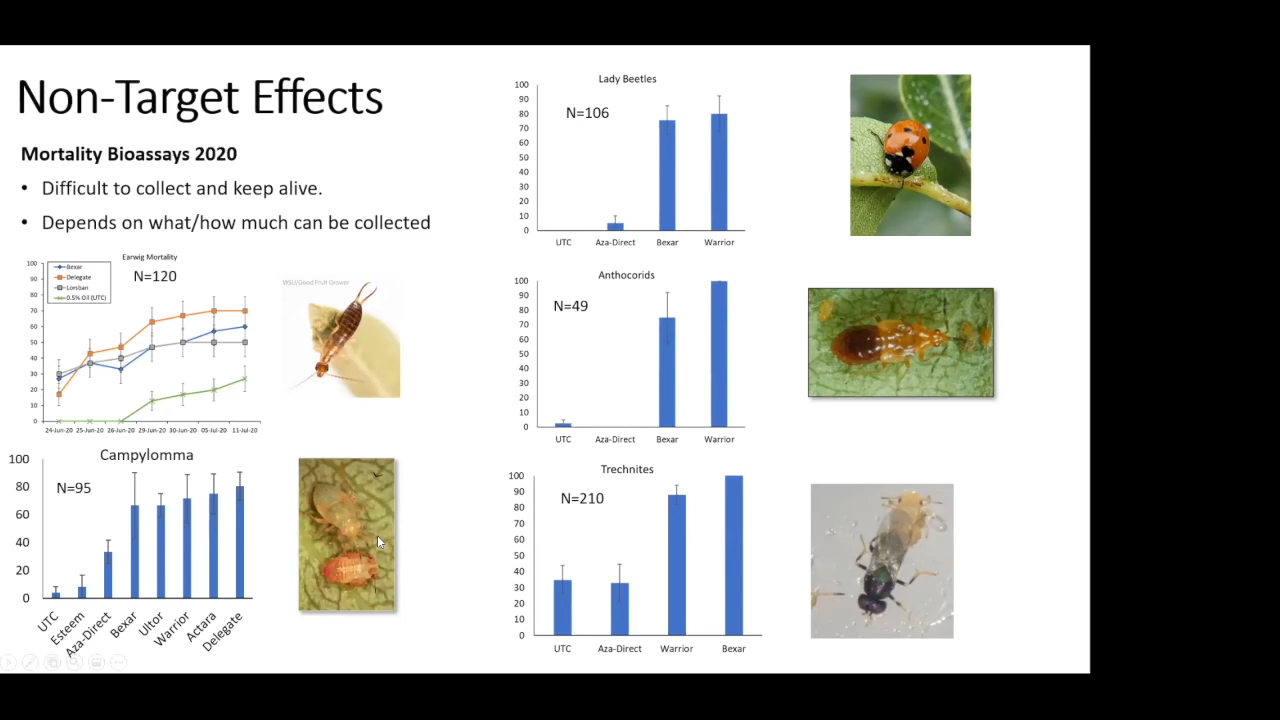 Non-Target Effects
Mortality Bioassays 2020
• Difficult to collect and keep alive.
• Depends on what/how much can be collected
Earwig Mortality
N=120
Bexar
Delegate
Lorsban
0.5% Oil (UTC)
100
90
80
70
60
50
40
30
20
10
0
24-Jun-20 25-Jun-20 26-Jun-20 29-Jun-20 30-Jun-20 05-Jul-20 11-Jul-20
WSU/Good Fruit Grower
Campylomma
N=95
100
80
60
40
20
0
UTC Esteem Aza-Direct Bexar Ultor Warrior Actara Delegate
Lady Beetles
N=106
100
90
80
70
60
50
40
30
20
10
0
UTC Aza-Direct Bexar Warrior
Anthocorids
N=49
100
90
80
70
60
50
40
30
20
10
0
UTC Aza-Direct Bexar Warrior
Trechnites
N=210
100
90
80
70
60
50
40
30
20
10
0
UTC Aza-Direct Warrior Bexar